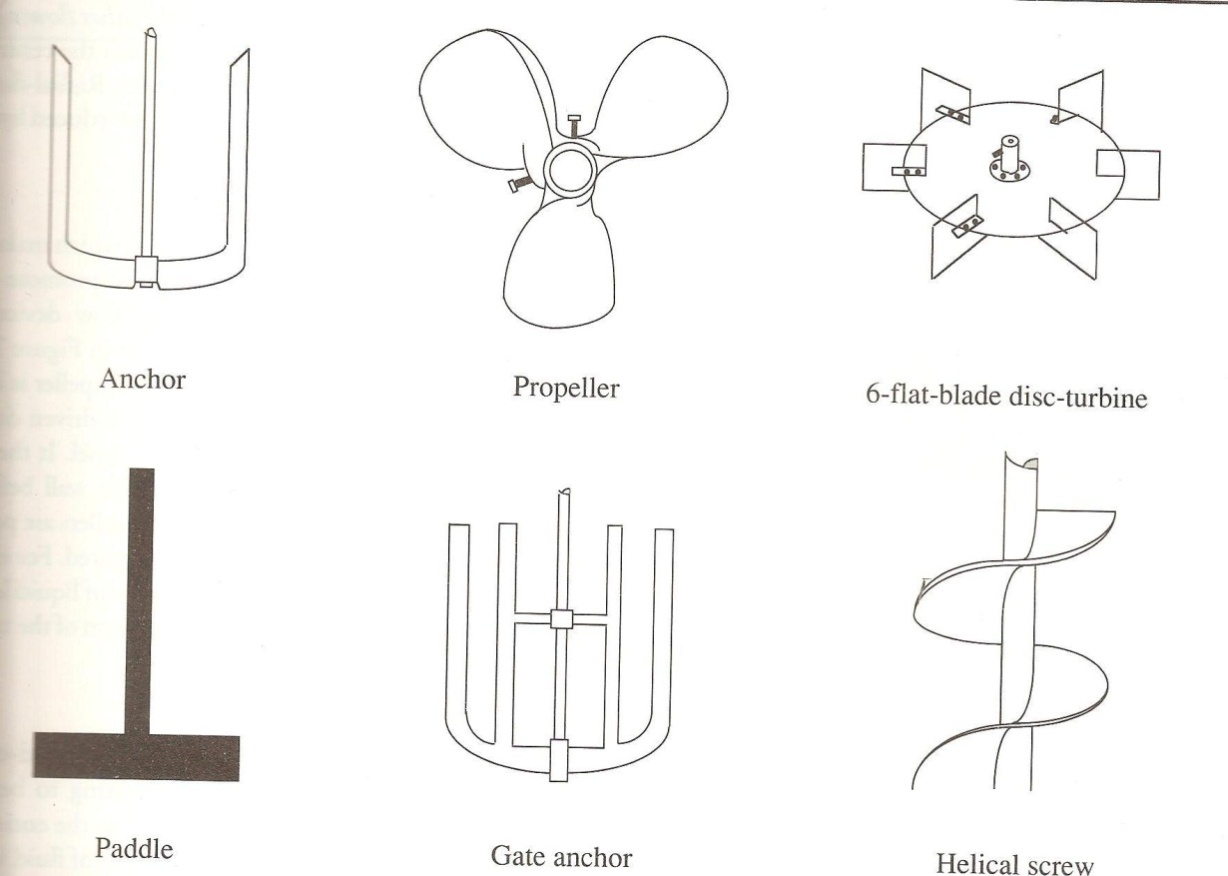 Anchor
Propeller
6-flat-blade disc-turbine
Paddle
Gate anchor
Helical screw